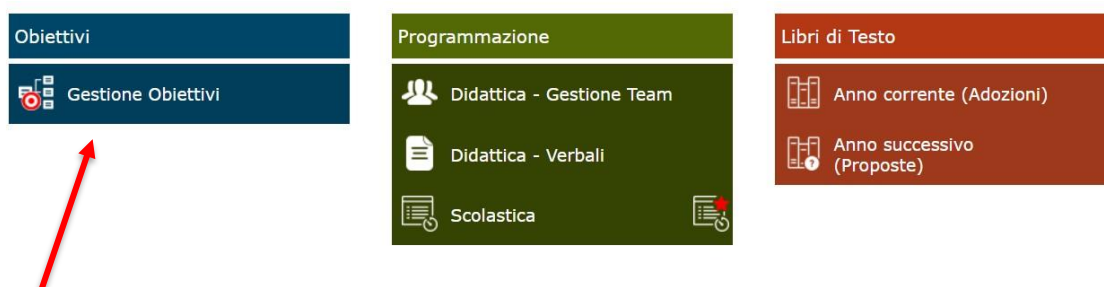 Obiettivi
Gestione Obiettivi
Programmazione
Didattica - Gestione Team
Didattica - Verbali
Scolastica
Libri di Testo
Anno corrente (Adozioni)
Anno successivo
(Proposte)